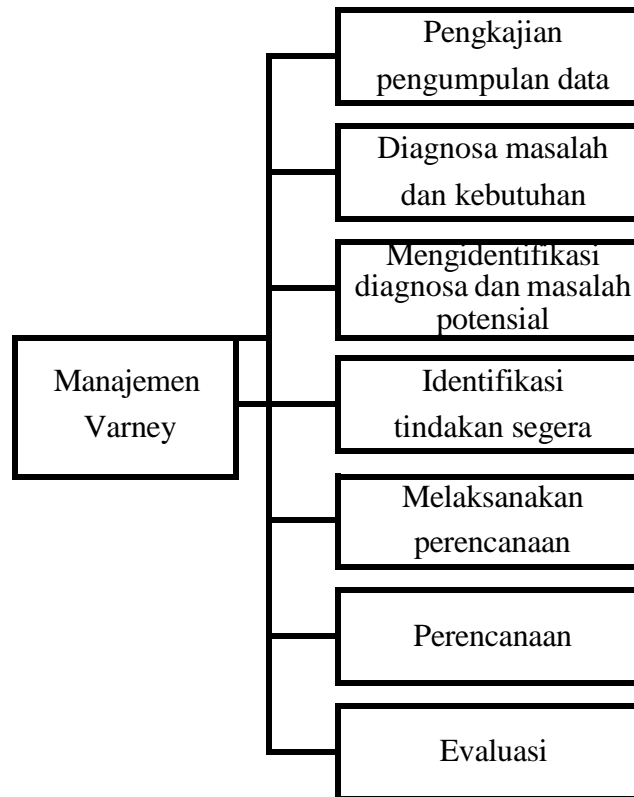 Pengkajian
pengumpulan data
Diagnosa masalah
dan kebutuhan
Mengidentifikasi
diagnosa dan masalah
potensial
Manajemen
Varney
Identifikasi
tindakan segera
Melaksanakan
perencanaan
Perencanaan
Evaluasi